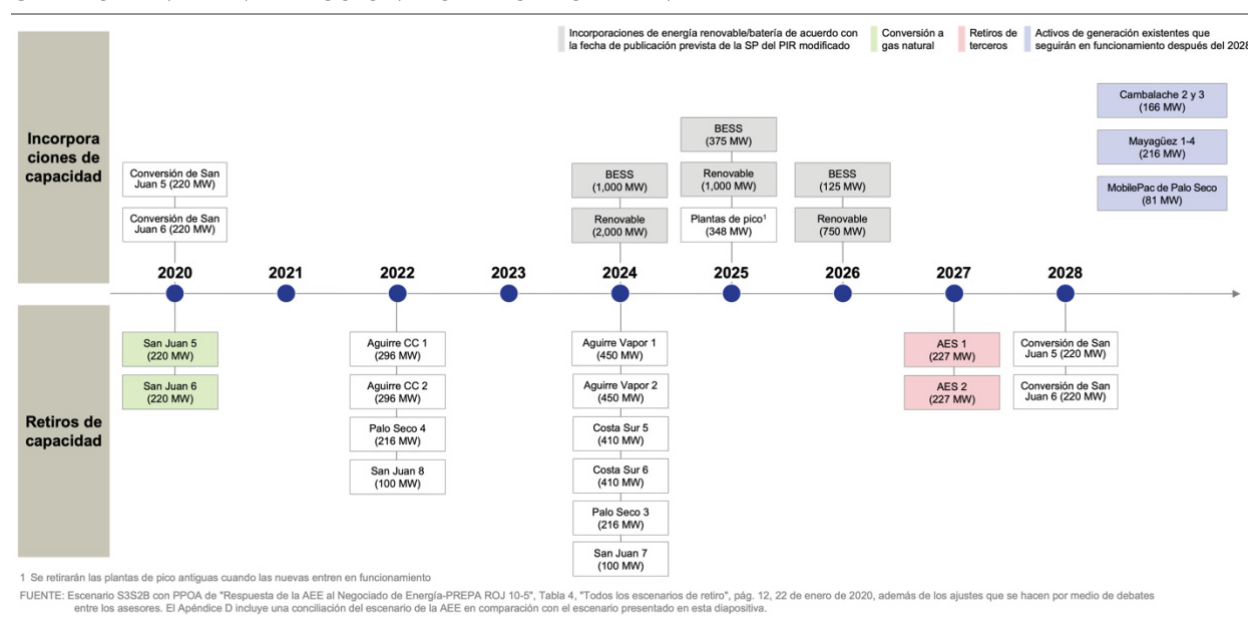 Incorporaciones de energía renovable/batería de acuerdo con
la fecha de publicación prevista de la SP del PIR modificado
Conversión a
gas natural
Retiros de
terceros
Activos de generación existentes que
seguirán en funcionamiento después del 2028
Incorpora
ciones de
capacidad
Conversión de San
Juan 5 (220 MW)
Conversión de San
Juan 6 (220 MW)
BESS
(1,000 MW)
Renovable
(2,000 MW)
BESS
(375 MW)
Renovable
(1,000 MW)
Plantas de pico¹
(348 MW)
BESS
(125 MW)
Renovable
(750 MW)
Cambalache 2 y 3
(166 MW)
Mayagüez 1-4
(216 MW)
MobilePac de Palo Seco
(81 MW)
2020
2021
2022
2023
2024
2025
2026
2027
2028
Retiros de
capacidad
San Juan 5
(220 MW)
San Juan 6
(220 MW)
Aguirre CC 1
(296 MW)
Aguirre CC 2
(296 MW)
Palo Seco 4
(216 MW)
San Juan 8
(100 MW)
Aguirre Vapor 1
(450 MW)
Aguirre Vapor 2
(450 MW)
Costa Sur 5
(410 MW)
Costa Sur 6
(410 MW)
Palo Seco 3
(216 MW)
San Juan 7
(100 MW)
AES 1
(227 MW)
AES 2
(227 MW)
Conversión de San
Juan 5 (220 MW)
Conversión de San
Juan 6 (220 MW)
1 Se retirarán las plantas de pico antiguas cuando las nuevas entren en funcionamiento
FUENTE: Escenario S3S2B con PPOA de "Respuesta de la AEE al Negociado de Energía-PREPA ROJ 10-5", Tabla 4, "Todos los escenarios de retiro", pág. 12, 22 de enero de 2020, además de los ajustes que se hacen por medio de debates
entre los asesores. El Apéndice D incluye una conciliación del escenario de la AEE en comparación con el escenario presentado en esta diapositiva.